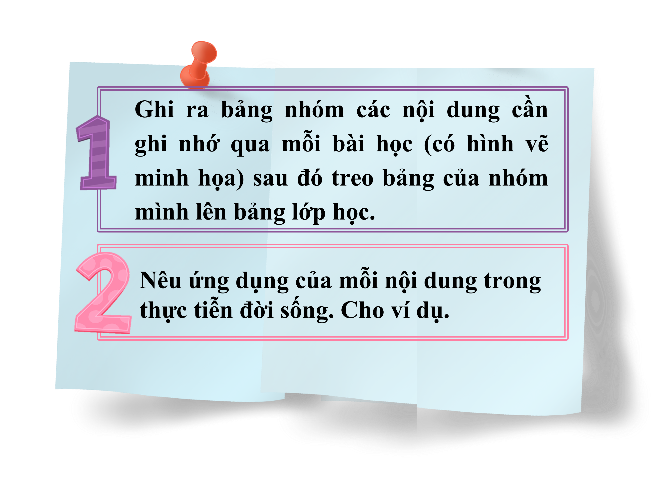 1
Ghi ra bảng nhóm các nội dung cần
ghi nhớ qua mỗi bài học (có hình vẽ
minh họa) sau đó treo bảng của nhóm
mình lên bảng lớp học.
2
Nêu ứng dụng của mỗi nội dung trong
thực tiễn đời sống. Cho ví dụ.